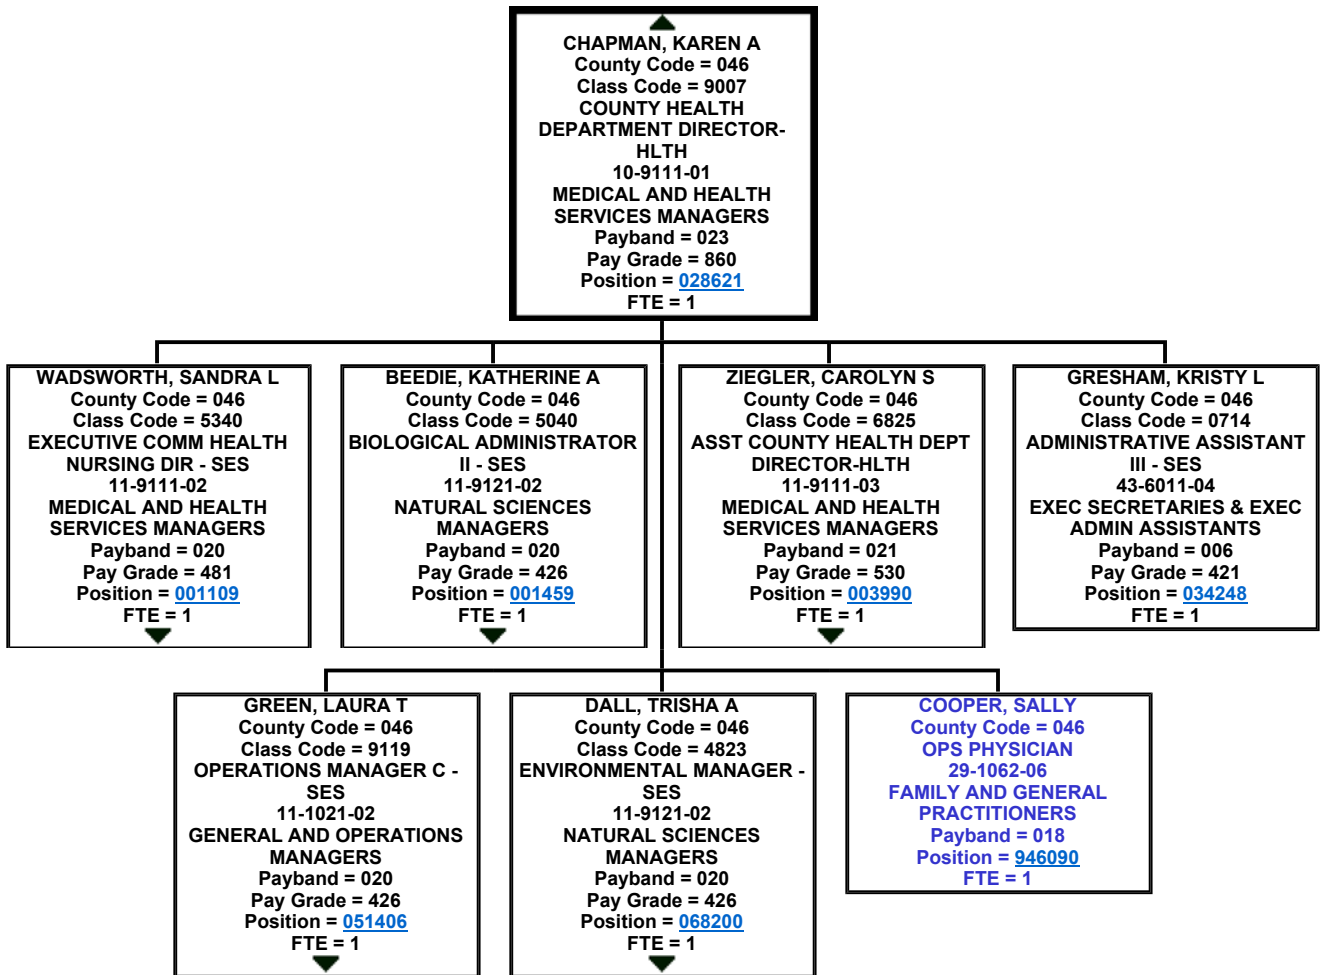 CHAPMAN, KAREN A
County Code = 046
Class Code = 9007
COUNTY HEALTH
DEPARTMENT DIRECTOR-
HLTH
10-9111-01
MEDICAL AND HEALTH
SERVICES MANAGERS
Payband = 023
Pay Grade = 860
Position = 028621
FTE = 1
WADSWORTH, SANDRA L
County Code = 046
Class Code = 5340
EXECUTIVE COMM HEALTH
NURSING DIR - SES
11-9111-02
MEDICAL AND HEALTH
SERVICES MANAGERS
Payband = 020
Pay Grade = 481
Position = 001109
FTE = 1
BEEDIE, KATHERINE A
County Code = 046
Class Code = 5040
BIOLOGICAL ADMINISTRATOR
II - SES
11-9121-02
NATURAL SCIENCES
MANAGERS
Payband = 020
Pay Grade = 426
Position = 001459
FTE = 1
ZIEGLER, CAROLYN S
County Code = 046
Class Code = 6825
ASST COUNTY HEALTH DEPT
DIRECTOR-HLTH
11-9111-03
MEDICAL AND HEALTH
SERVICES MANAGERS
Payband = 021
Pay Grade = 530
Position = 003990
FTE = 1
GRESHAM, KRISTY L
County Code = 046
Class Code = 0714
ADMINISTRATIVE ASSISTANT
III - SES
43-6011-04
EXEC SECRETARIES & EXEC
ADMIN ASSISTANTS
Payband = 006
Pay Grade = 421
Position = 034248
FTE = 1
GREEN, LAURA T
County Code = 046
Class Code = 9119
OPERATIONS MANAGER C -
SES
11-1021-02
GENERAL AND OPERATIONS
MANAGERS
Payband = 020
Pay Grade = 426
Position = 051406
FTE = 1
DALL, TRISHA A
County Code = 046
Class Code = 4823
ENVIRONMENTAL MANAGER -
SES
11-9121-02
NATURAL SCIENCES
MANAGERS
Payband = 020
Pay Grade = 426
Position = 068200
FTE = 1
COOPER, SALLY
County Code = 046
OPS PHYSICIAN
29-1062-06
FAMILY AND GENERAL
PRACTITIONERS
Payband = 018
Position = 946090
FTE = 1